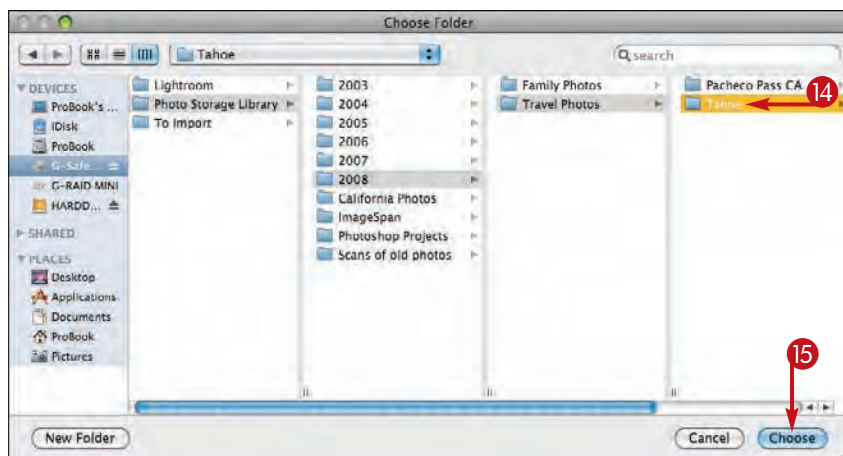 Choose Folder
Tahoe
search
DEVICES
ProBook's ...
iDisk
ProBook
G-Safe...
G-RAID MINI
HARDD...
SHARED
PLACES
Desktop
Applications
Documents
ProBook
Pictures
Lightroom
Photo Storage Library
To Import
2003
2004
2005
2006
2007
2008
California Photos
ImageSpan
Photoshop Projects
Scans of old photos
Family Photos
Travel Photos
Pacheco Pass CA
Tahoe
14
15
New Folder
Cancel
Choose